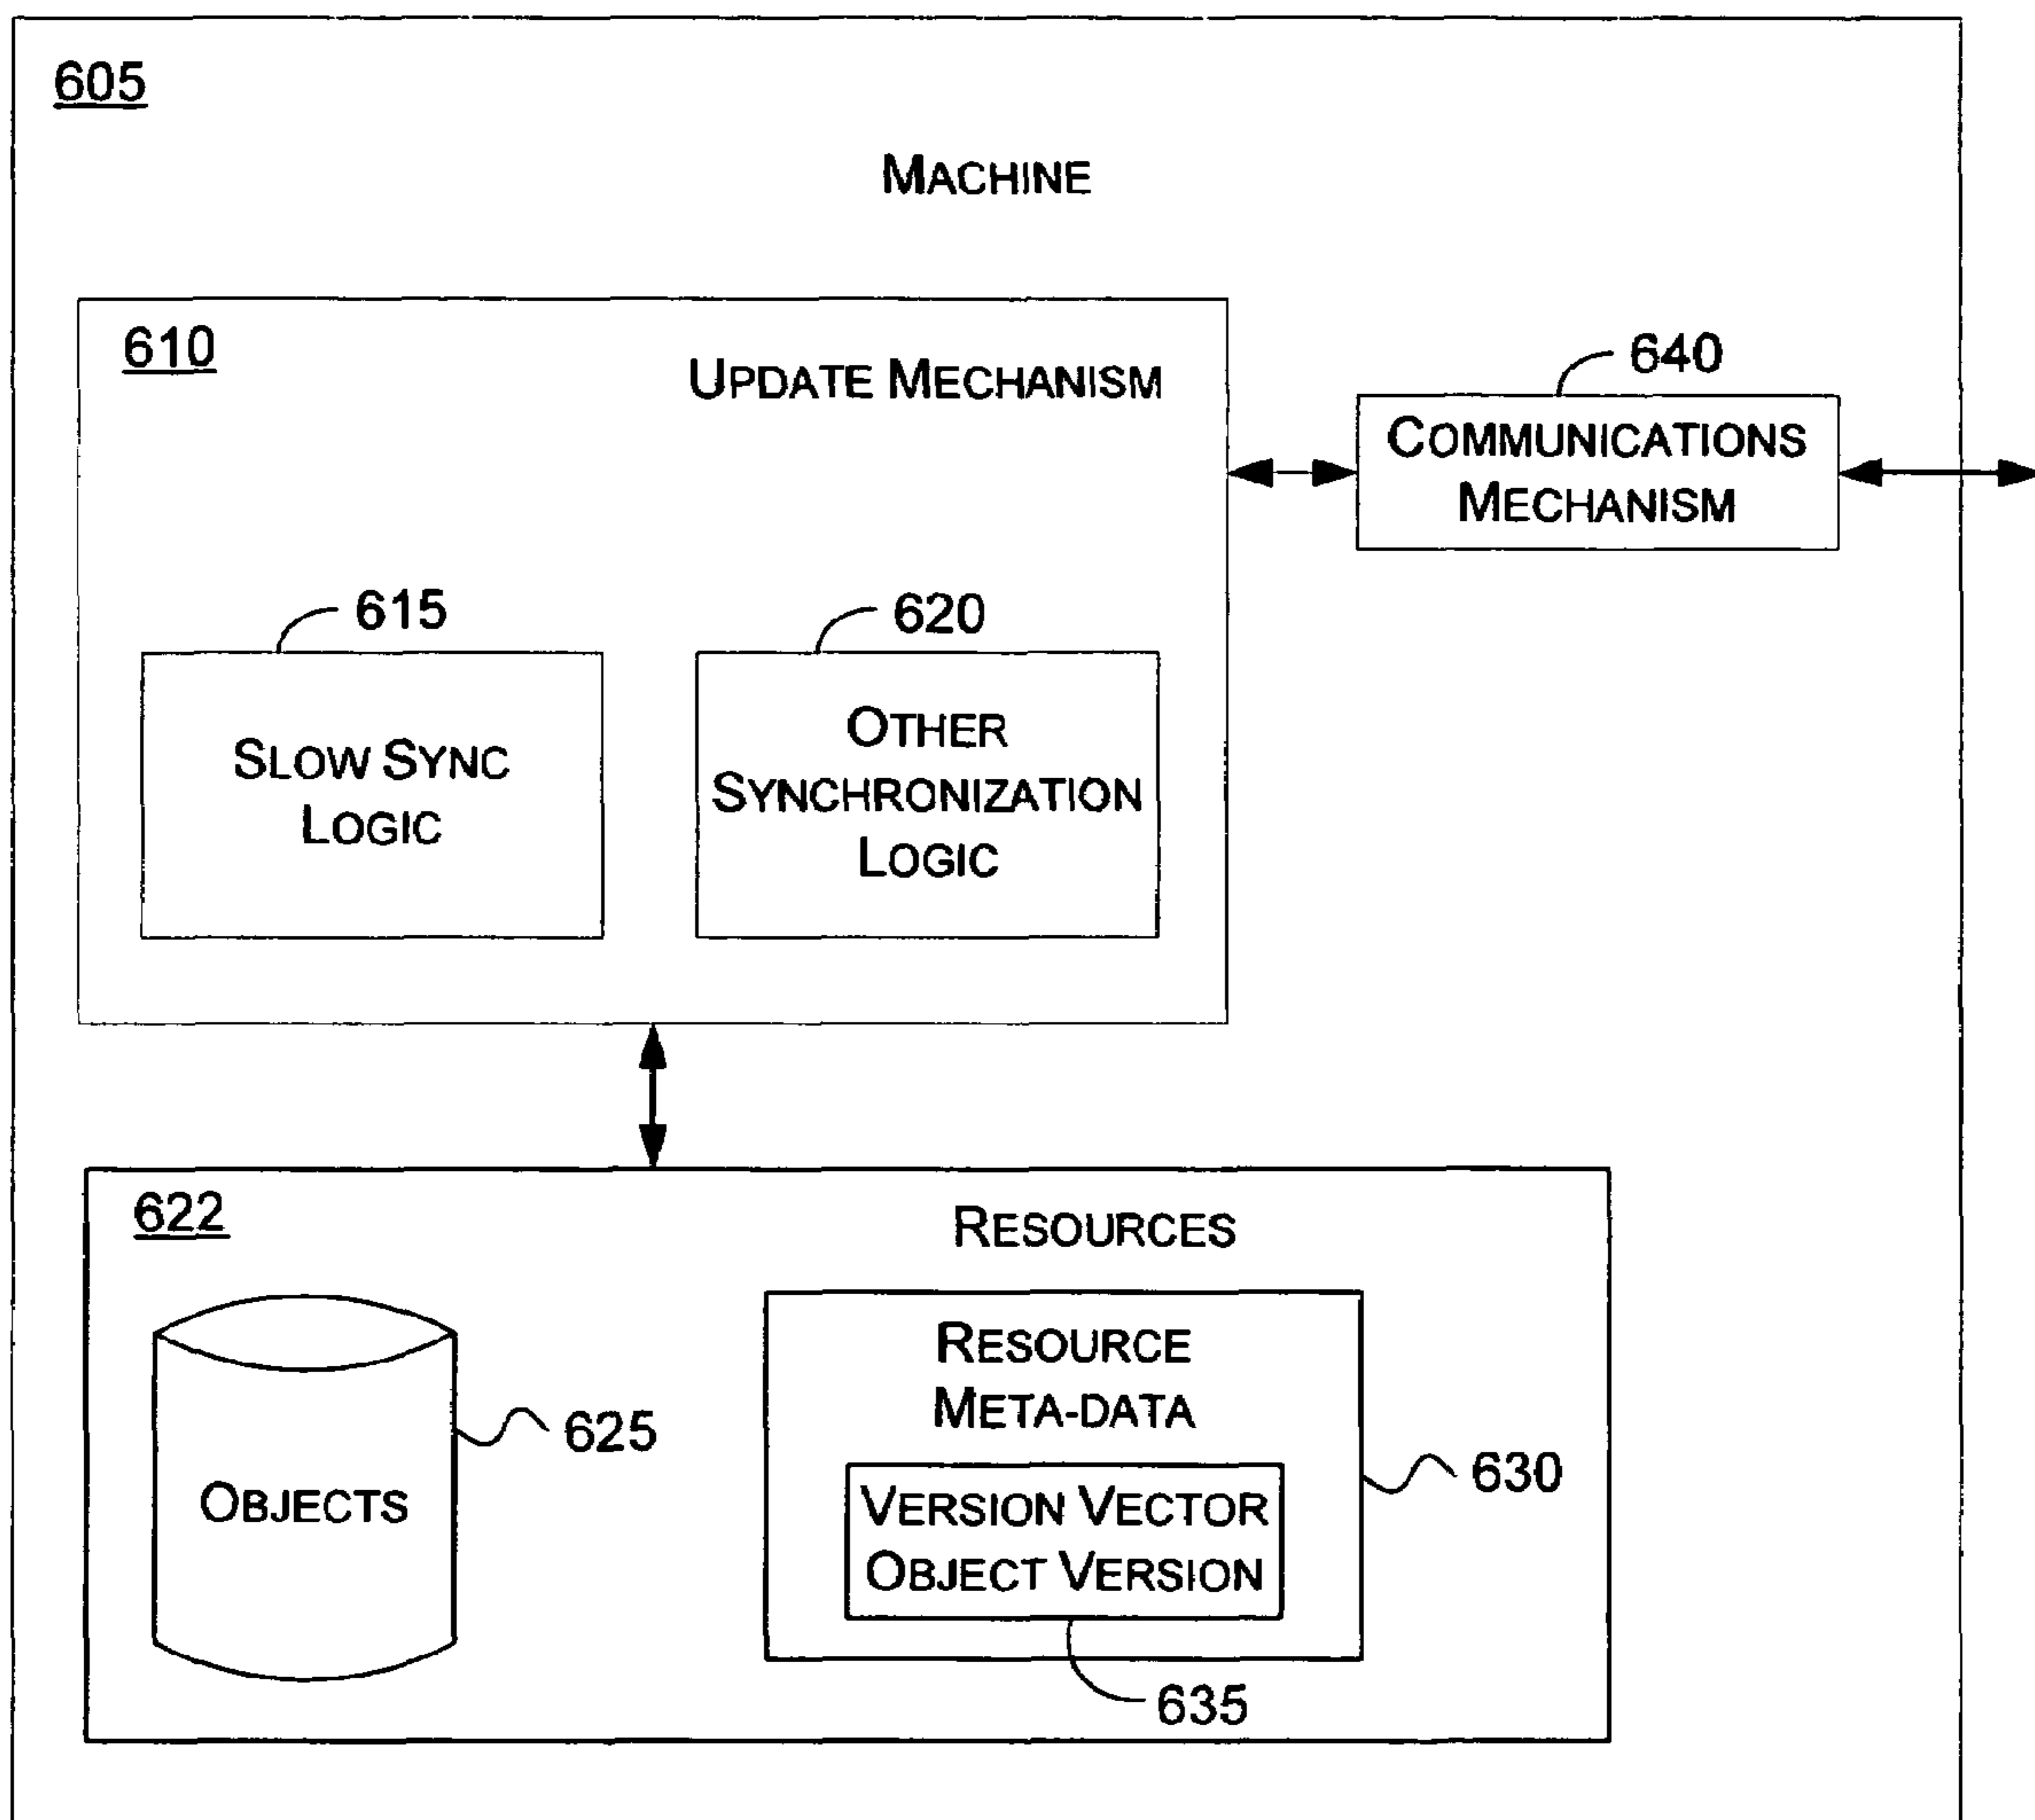 605
MACHINE
610
UPDATE MECHANISM
640
COMMUNICATIONS
MECHANISM
615
SLOW SYNC
LOGIC
620
OTHER
SYNCHRONIZATION
LOGIC
622
RESOURCES
OBJECTS
625
RESOURCE
META-DATA
630
VERSION VECTOR
OBJECT VERSION
635